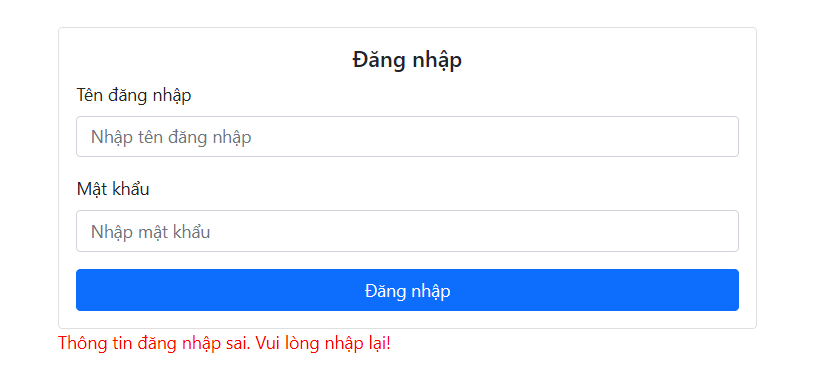 Đăng nhập
Tên đăng nhập
Nhập tên đăng nhập
Mật khẩu
Nhập mật khẩu
Đăng nhập
Thông tin đăng nhập sai. Vui lòng nhập lại!